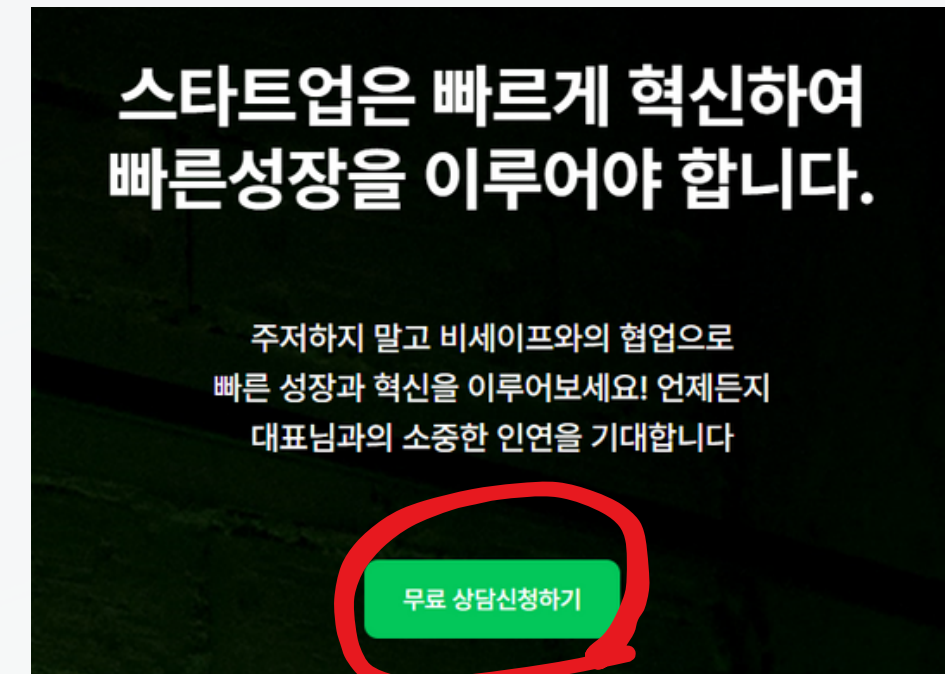 스타트업은 빠르게 혁신하여
빠른성장을 이루어야 합니다.
주저하지 말고 비세이프와의 협업으로
빠른 성장과 혁신을 이루어보세요! 언제든지
대표님과의 소중한 인연을 기대합니다
무료 상담신청하기